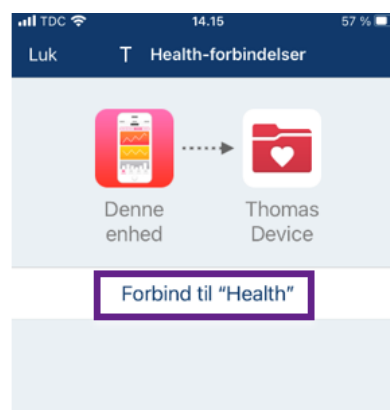 TDC 14.15 57 %
Luk T Health-forbindelser
Denne Thomas
enhed Device
Forbind til “Health”